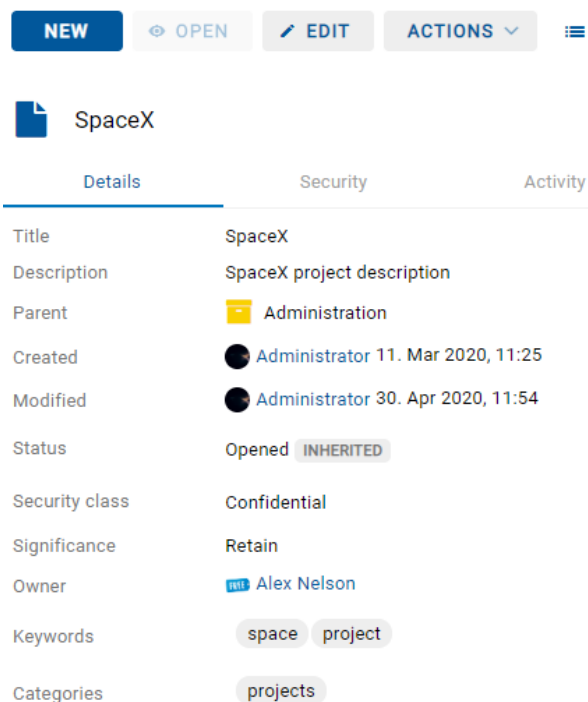 NEW OPEN EDIT ACTIONS
SpaceX
Details Security Activity
Title SpaceX
Description SpaceX project description
Parent Administration
Created Administrator 11. Mar 2020, 11:25
Modified Administrator 30. Apr 2020, 11:54
Status Opened INHERITED
Security class Confidential
Significance Retain
Owner FREE Alex Nelson
Keywords space project
Categories projects